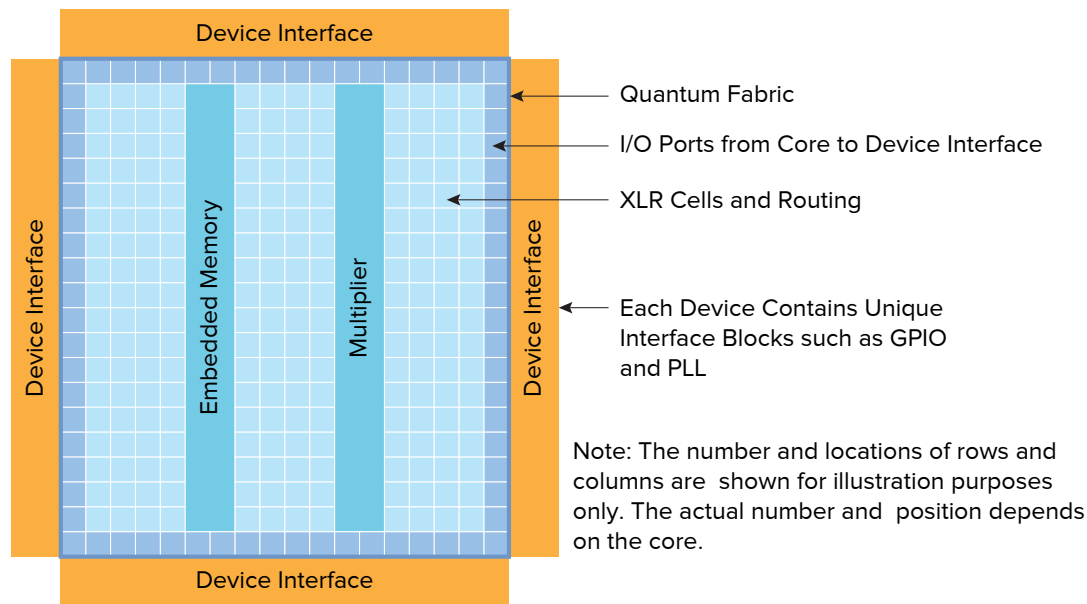 Device Interface
Quantum Fabric
I/O Ports from Core to Device Interface
XLR Cells and Routing
Device Interface
Embedded Memory
Multiplier
Device Interface
Each Device Contains Unique
Interface Blocks such as GPIO
and PLL
Note: The number and locations of rows and
columns are  shown for illustration purposes
only. The actual number and  position depends
on the core.
Device Interface